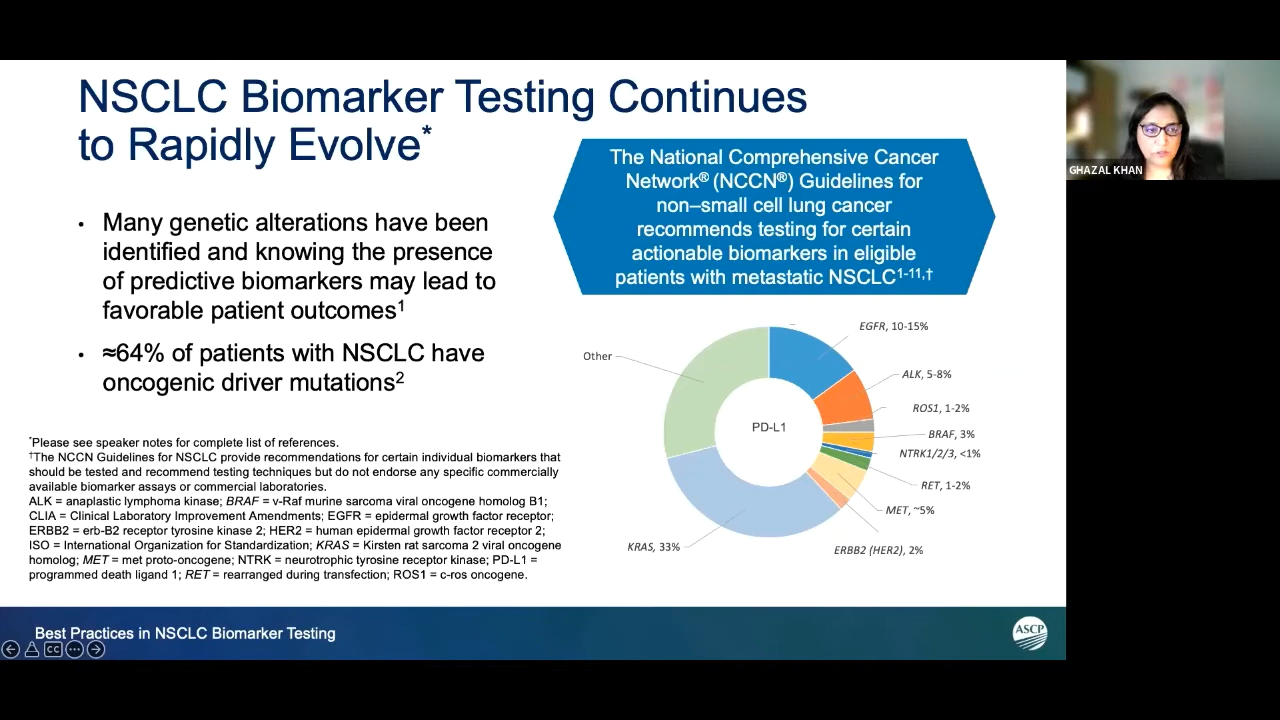 NSCLC Biomarker Testing Continues
to Rapidly Evolve*
The National Comprehensive Cancer
Network® (NCCN®) Guidelines for
non–small cell lung cancer
recommends testing for certain
actionable biomarkers in eligible
patients with metastatic NSCLC1-11,†
GHAZAL KHAN
• Many genetic alterations have been
identified and knowing the presence
of predictive biomarkers may lead to
favorable patient outcomes1
• ≈64% of patients with NSCLC have
oncogenic driver mutations2
Other
EGFR, 10-15%
ALK, 5-8%
ROS1, 1-2%
BRAF, 3%
NTRK1/2/3, <1%
RET, 1-2%
MET, ~5%
ERBB2 (HER2), 2%
KRAS, 33%
PD-L1
*Please see speaker notes for complete list of references.
†The NCCN Guidelines for NSCLC provide recommendations for certain individual biomarkers that
should be tested and recommend testing techniques but do not endorse any specific commercially
available biomarker assays or commercial laboratories.
ALK = anaplastic lymphoma kinase; BRAF = v-Raf murine sarcoma viral oncogene homolog B1;
CLIA = Clinical Laboratory Improvement Amendments; EGFR = epidermal growth factor receptor;
ERBB2 = erb-B2 receptor tyrosine kinase 2; HER2 = human epidermal growth factor receptor 2;
ISO = International Organization for Standardization; KRAS = Kirsten rat sarcoma 2 viral oncogene
homolog; MET = met proto-oncogene; NTRK = neurotrophic tyrosine receptor kinase; PD-L1 =
programmed death ligand 1; RET = rearranged during transfection; ROS1 = c-ros oncogene.
Best Practices in NSCLC Biomarker Testing
CC
ASCP